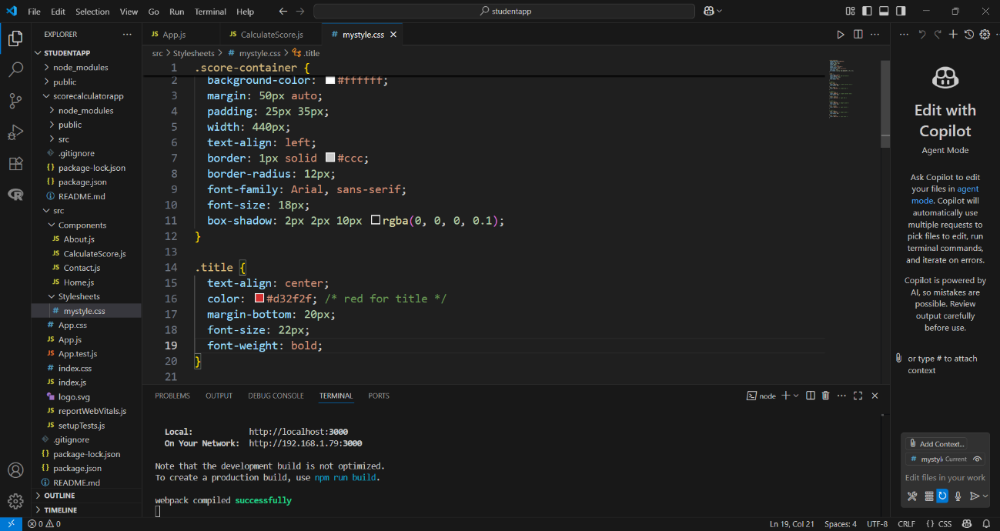 File Edit Selection View Go Run Terminal Help
studentapp
EXPLORER
STUDENTAPP
node_modules
public
scorecalculatorapp
node_modules
public
src
.gitignore
package-lock.json
package.json
README.md
src
Components
About.js
CalculateScore.js
Contact.js
Home.js
Stylesheets
mystyle.css
App.css
App.js
App.test.js
index.css
index.js
logo.svg
reportWebVitals.js
setupTests.js
.gitignore
package-lock.json
package.json
README.md
OUTLINE
TIMELINE
JS App.js
JS CalculateScore.js
# mystyle.css
src > Stylesheets > # mystyle.css > .title
1 .score-container {
2 background-color: #ffffff;
3 margin: 50px auto;
4 padding: 25px 35px;
5 width: 440px;
6 text-align: left;
7 border: 1px solid #ccc;
8 border-radius: 12px;
9 font-family: Arial, sans-serif;
10 font-size: 18px;
11 box-shadow: 2px 2px 10px rgba(0, 0, 0, 0.1);
12 }
13
14 .title {
15 text-align: center;
16 color: #d32f2f; /* red for title */
17 margin-bottom: 20px;
18 font-size: 22px;
19 font-weight: bold;
20 }
21
PROBLEMS OUTPUT DEBUG CONSOLE TERMINAL PORTS
node
Local: http://localhost:3000
On Your Network: http://192.168.1.79:3000
Note that the development build is not optimized.
To create a production build, use npm run build.
webpack compiled successfully
Edit with
Copilot
Agent Mode
Ask Copilot to edit
your files in agent
mode. Copilot will
automatically use
multiple requests to
pick files to edit, run
terminal commands,
and iterate on errors.
Copilot is powered by
AI, so mistakes are
possible. Review
output carefully
before use.
or type # to attach
context
Add Context...
# mystyl Current
Edit files in your work
0 0
Ln 19, Col 21 Spaces: 4 UTF-8 CRLF {} CSS